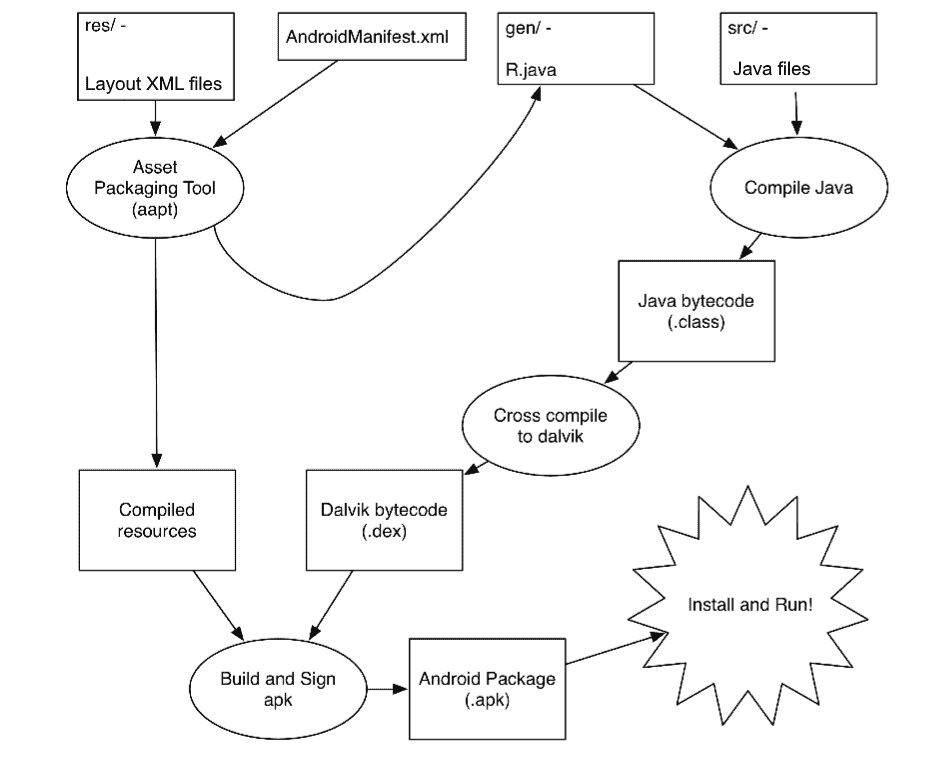 res/ -
Layout XML files
AndroidManifest.xml
gen/ -
R.java
src/ -
Java files
Asset
Packaging Tool
(aapt)
Compile Java
Java bytecode
(.class)
Cross compile
to dalvik
Compiled
resources
Dalvik bytecode
(.dex)
Install and Run!
Build and Sign
apk
Android Package
(.apk)